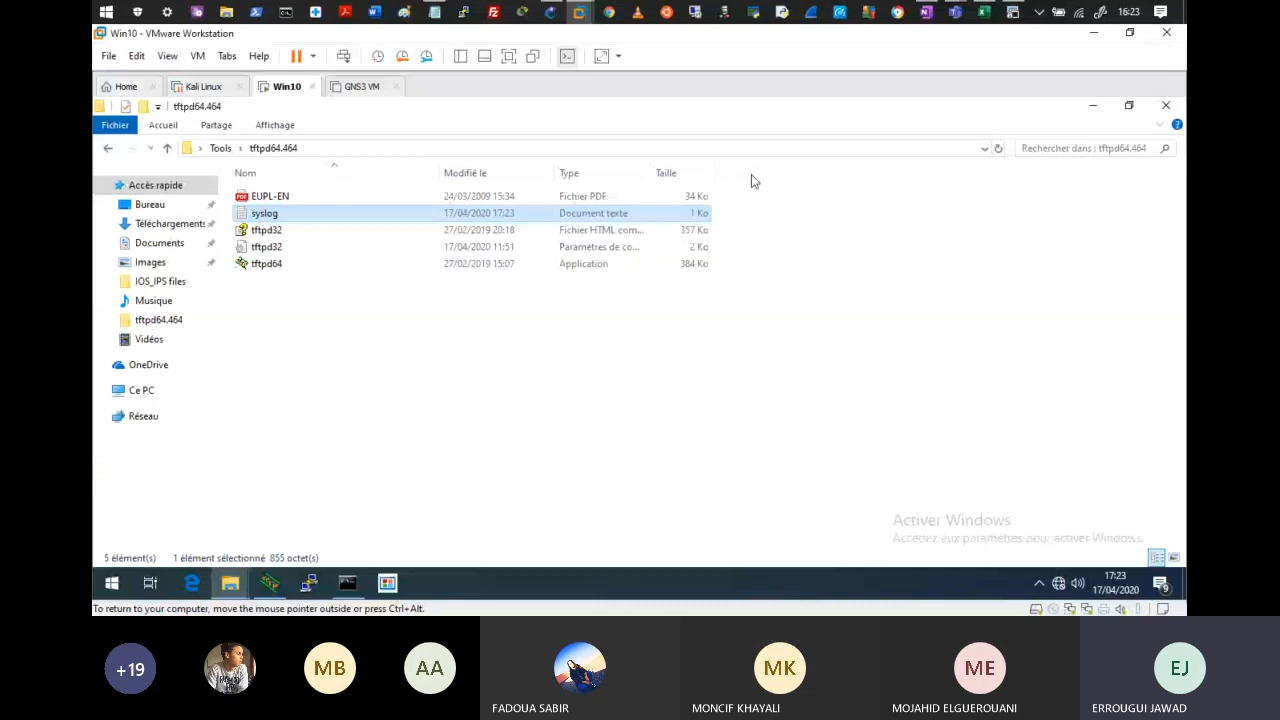 16:23
Win10 - VMware Workstation
File Edit View VM Tabs Help
Home Kali Linux Win10 GNS3 VM
tftpd64.464
Fichier Accueil Partage Affichage
Tools tftpd64.464 Rechercher dans : tftpd64.464
Nom Modifié le Type Taille
Accès rapide
Bureau
Téléchargements
Documents
Images
IOS_IPS files
Musique
tftpd64.464
Vidéos
OneDrive
Ce PC
Réseau
EUPL-EN 24/03/2009 15:34 Fichier PDF 34 Ko
syslog 17/04/2020 17:23 Document texte 1 Ko
tftpd32 27/02/2019 20:18 Fichier HTML com... 357 Ko
tftpd32 17/04/2020 11:51 Paramètres de co... 2 Ko
tftpd64 27/02/2019 15:07 Application 384 Ko
Activer Windows
Accédez aux paramètres pour activer Windows.
5 élément(s) 1 élément sélectionné 855 octet(s)
17:23
17/04/2020
9
To return to your computer, move the mouse pointer outside or press Ctrl+Alt.
+19 MB AA MK ME EJ
FADOUA SABIR MONCIF KHAYALI MOJAHID ELGUEROUANI ERROUGUI JAWAD